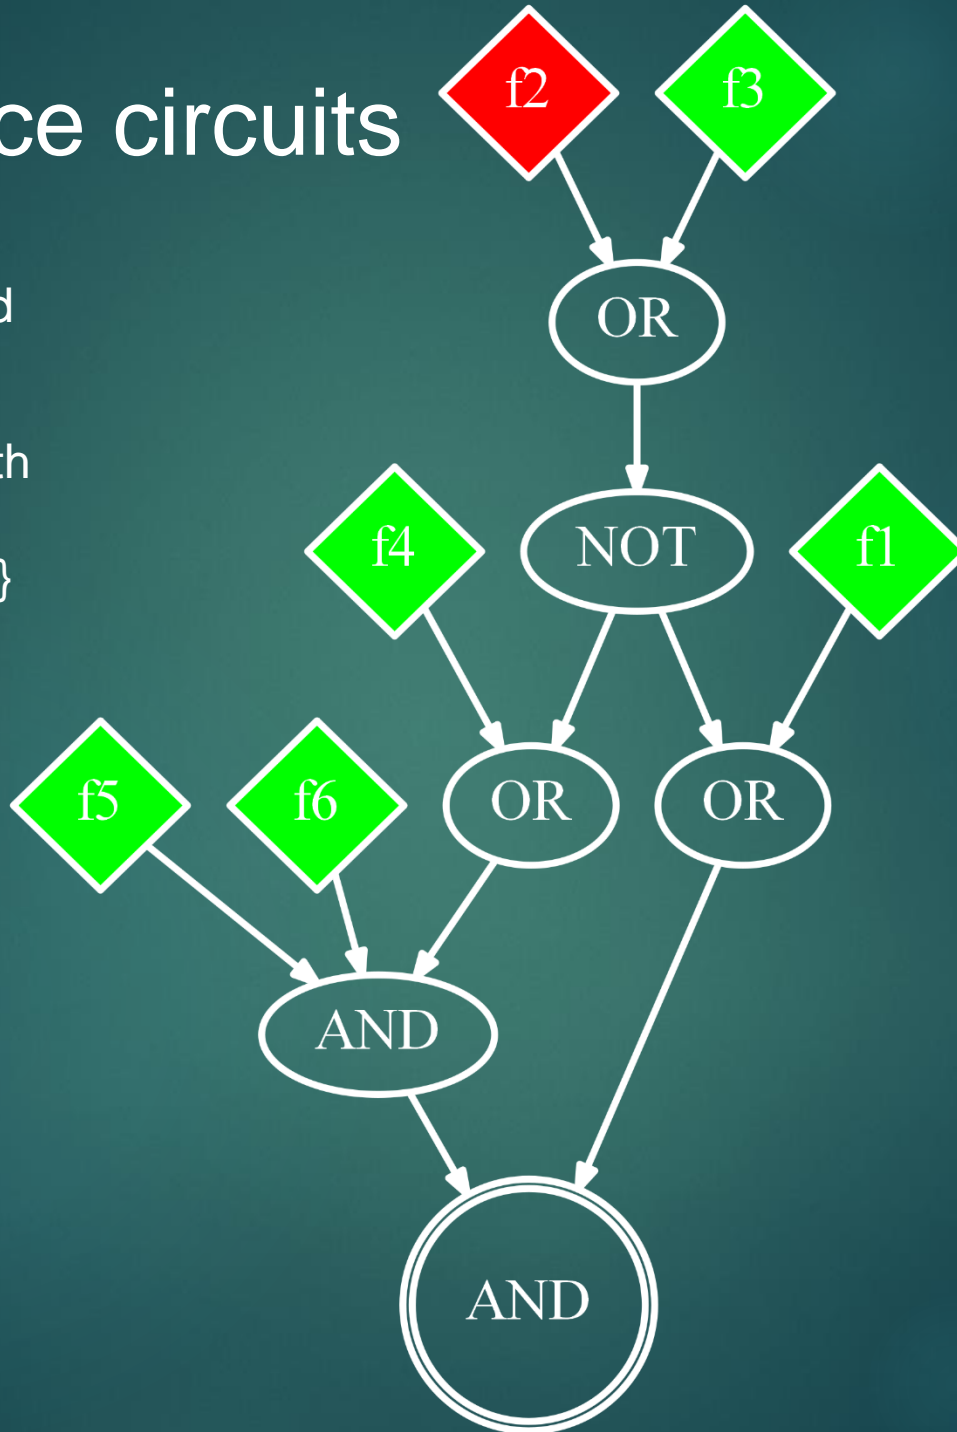 f2 f3
ce circuits
OR
d
th
f4 NOT f1
}
f5 f6 OR OR
AND
AND